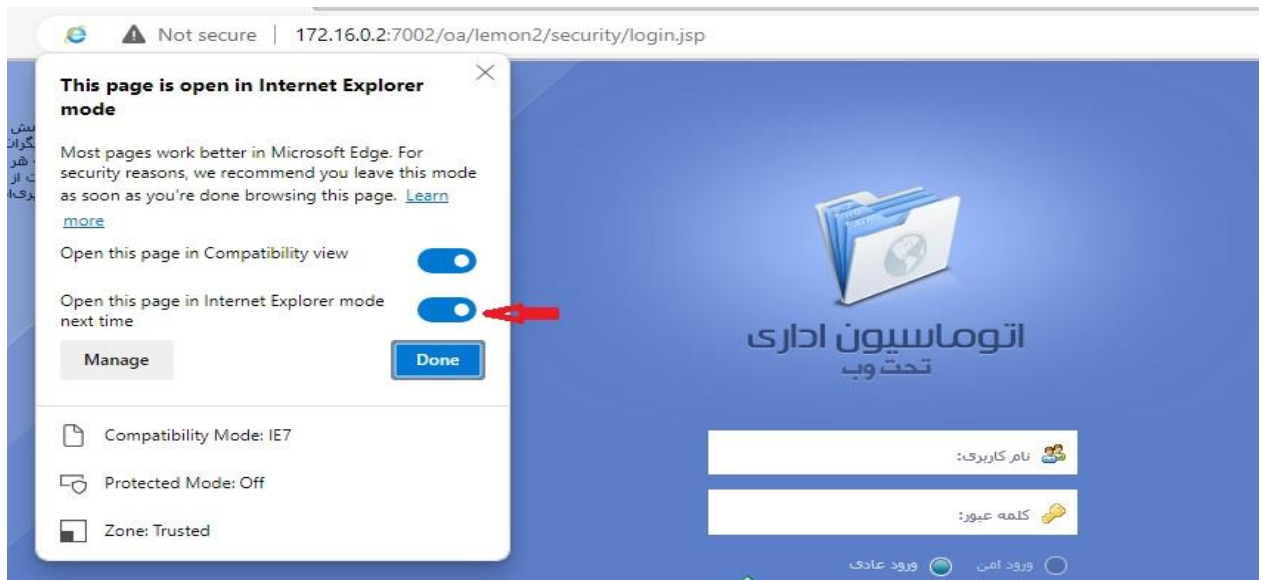 Not secure | 172.16.0.2:7002/oa/lemon2/security/login.jsp
This page is open in Internet Explorer
mode
Most pages work better in Microsoft Edge. For
security reasons, we recommend you leave this mode
as soon as you're done browsing this page. Learn
more
Open this page in Compatibility view
Open this page in Internet Explorer mode
next time
Manage
Done
Compatibility Mode: IE7
Protected Mode: Off
Zone: Trusted
هر
از
اتوماسیون اداری
تحت وب
نام کاربری:
کلمه عبور:
ورود امن ورود عادی